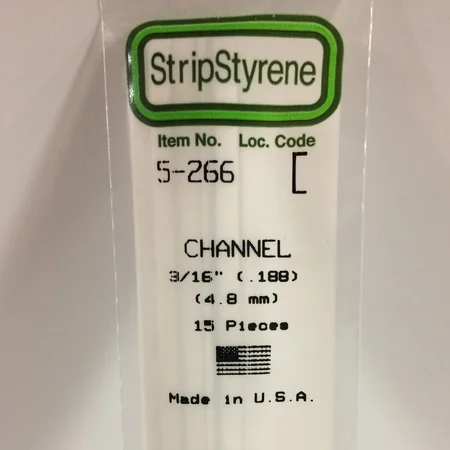 StripStyrene
Item No. Loc. Code
5-266 [
CHANNEL
3/16" (.188)
(4.8 mm)
15 Pieces
Made in U.S.A.